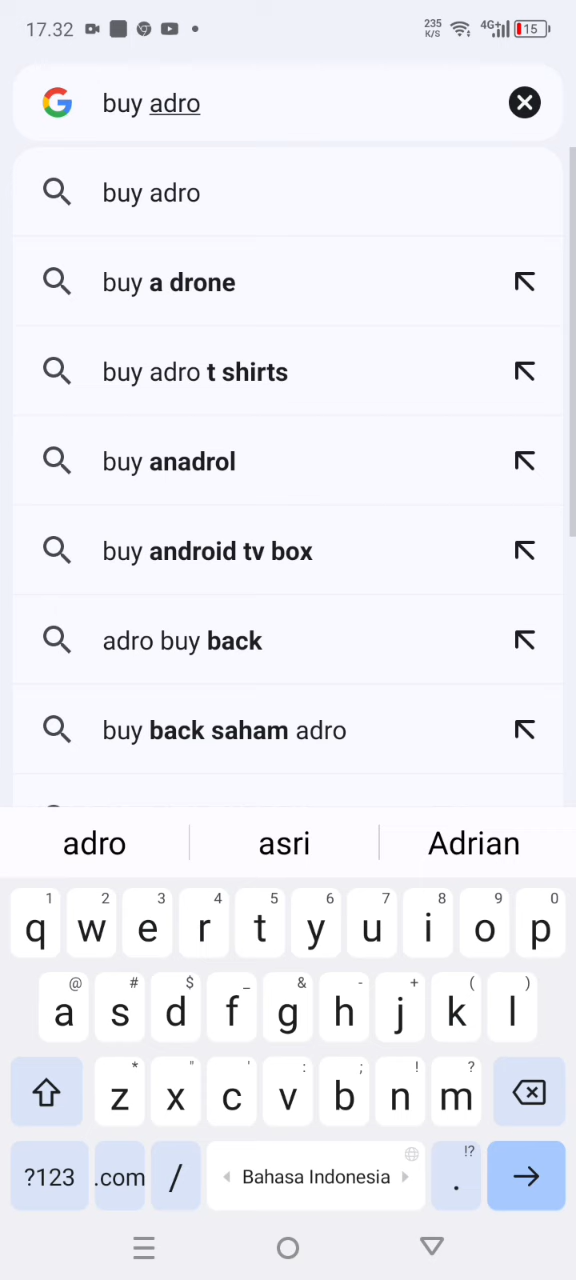 17.32 235 K/S 4G+ 15
buy adro
buy adro
buy a drone
buy adro t shirts
buy anadrol
buy android tv box
adro buy back
buy back saham adro
adro asri Adrian
1 2 3 4 5 6 7 8 9 0
q w e r t y u i o p
@ # $ _ & - + ( )
a s d f g h j k l
* " ' : ; ! ?
z x c v b n m
!?
?123 .com / Bahasa Indonesia .